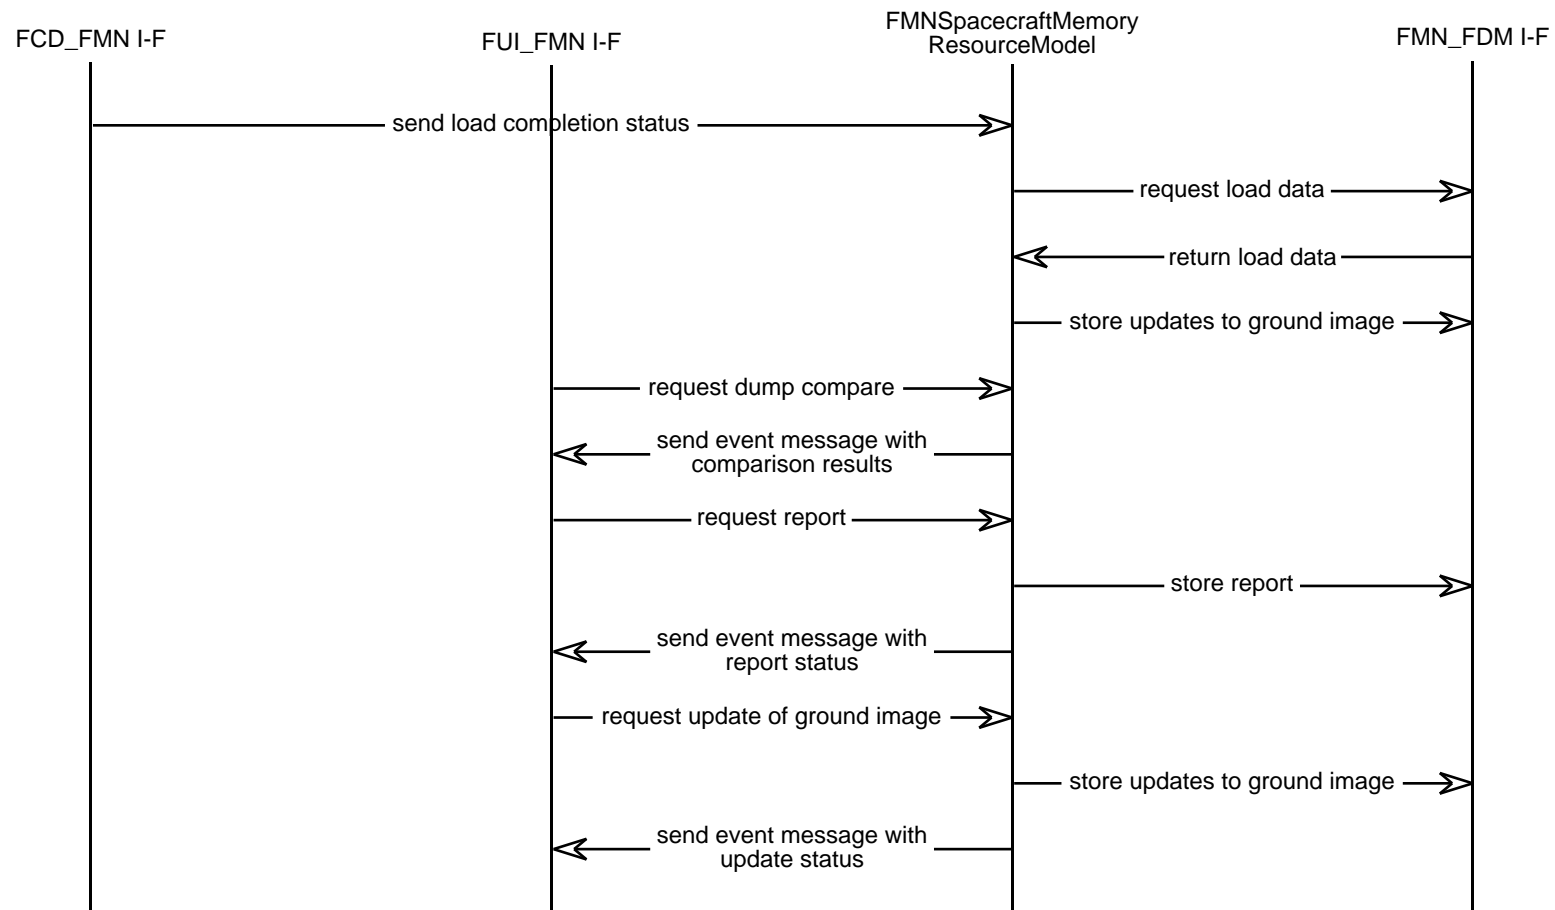 FCD_FMN I-F
FUI_FMN I-F
FMNSpacecraftMemory
ResourceModel
FMN_FDM I-F
send load completion status
request load data
return load data
store updates to ground image
request dump compare
send event message with
comparison results
request report
store report
send event message with
report status
request update of ground image
store updates to ground image
send event message with
update status